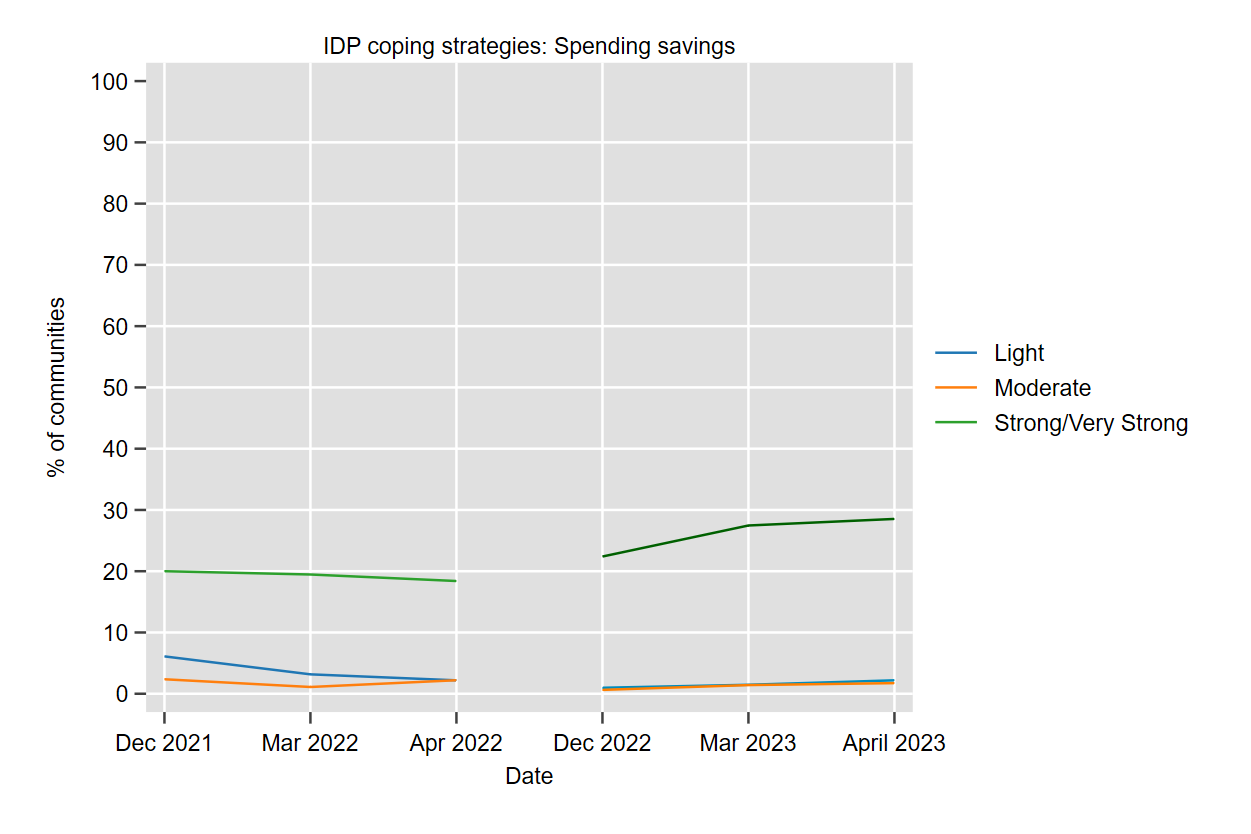 IDP coping strategies: Spending savings
100
90
80
70
60
50
40
30
20
10
0
% of communities
Dec 2021 Mar 2022 Apr 2022 Dec 2022 Mar 2023 April 2023
Date
Light
Moderate
Strong/Very Strong